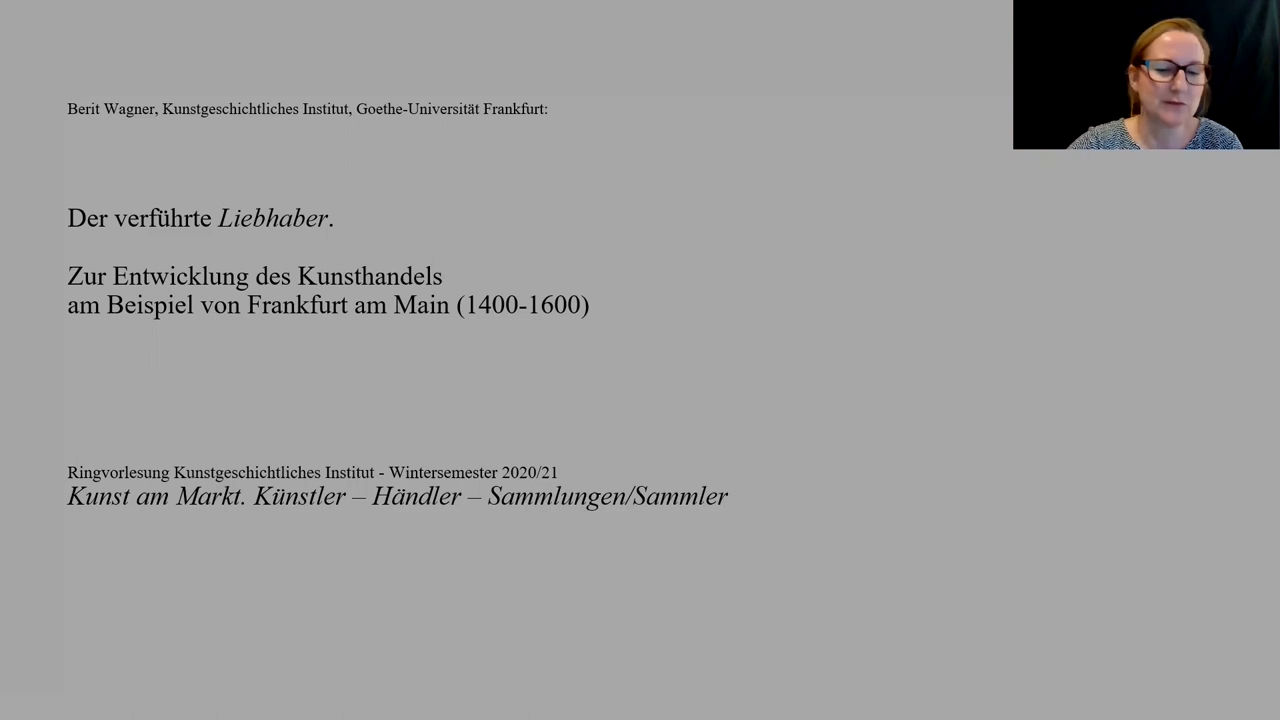 Berit Wagner, Kunstgeschichtliches Institut, Goethe-Universität Frankfurt:
Der verführte Liebhaber.
Zur Entwicklung des Kunsthandels
am Beispiel von Frankfurt am Main (1400-1600)
Ringvorlesung Kunstgeschichtliches Institut - Wintersemester 2020/21
Kunst am Markt. Künstler – Händler – Sammlungen/Sammler